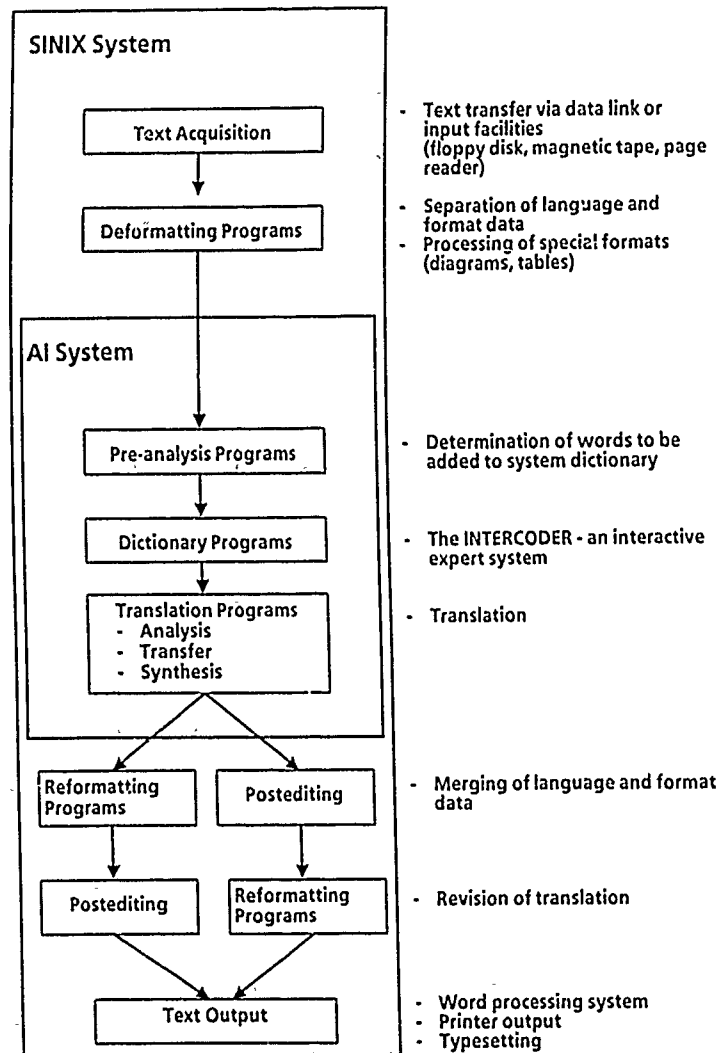 SINIX System
Text Acquisition
- Text transfer via data link or
input facilities
(floppy disk, magnetic tape, page
reader)
Deformatting Programs
- Separation of language and
format data
- Processing of special formats
(diagrams, tables)
AI System
Pre-analysis Programs
- Determination of words to be
added to system dictionary
Dictionary Programs
- The INTERCODER - an interactive
expert system
Translation Programs
- Analysis
- Transfer
- Synthesis
- Translation
Reformatting
Programs
Postediting
- Merging of language and format
data
Postediting
Reformatting
Programs
- Revision of translation
Text Output
- Word processing system
- Printer output
- Typesetting